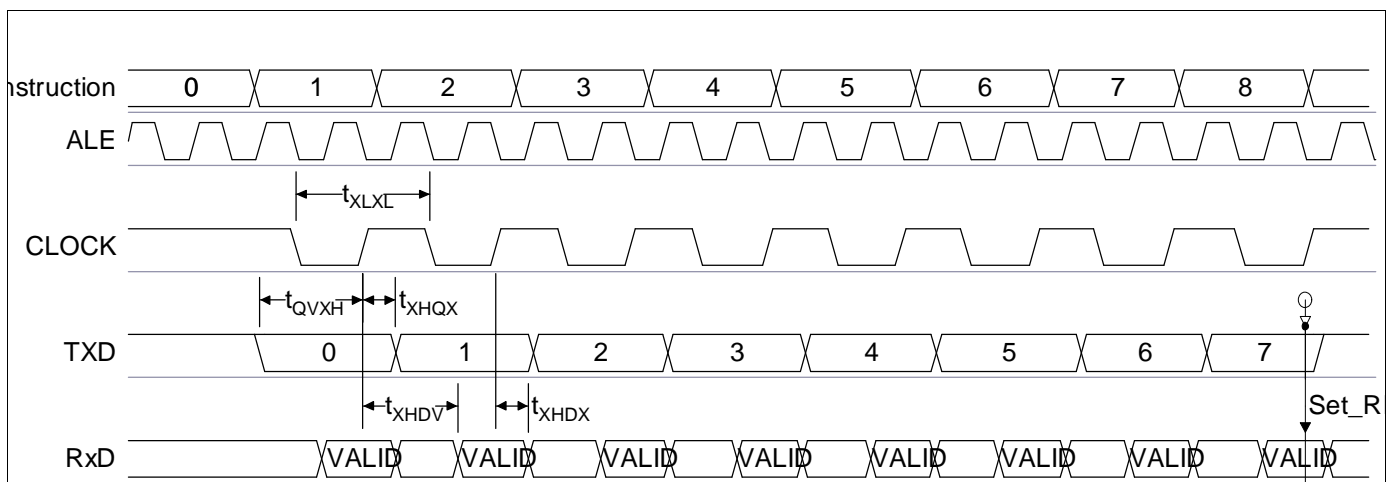 nstruction 0 1 2 3 4 5 6 7 8
ALE
tXLXL
CLOCK
tQVXH tXHQX
TXD 0 1 2 3 4 5 6 7
tXHDV tXHDX Set_R
RxD VALID VALID VALID VALID VALID VALID VALID VALID